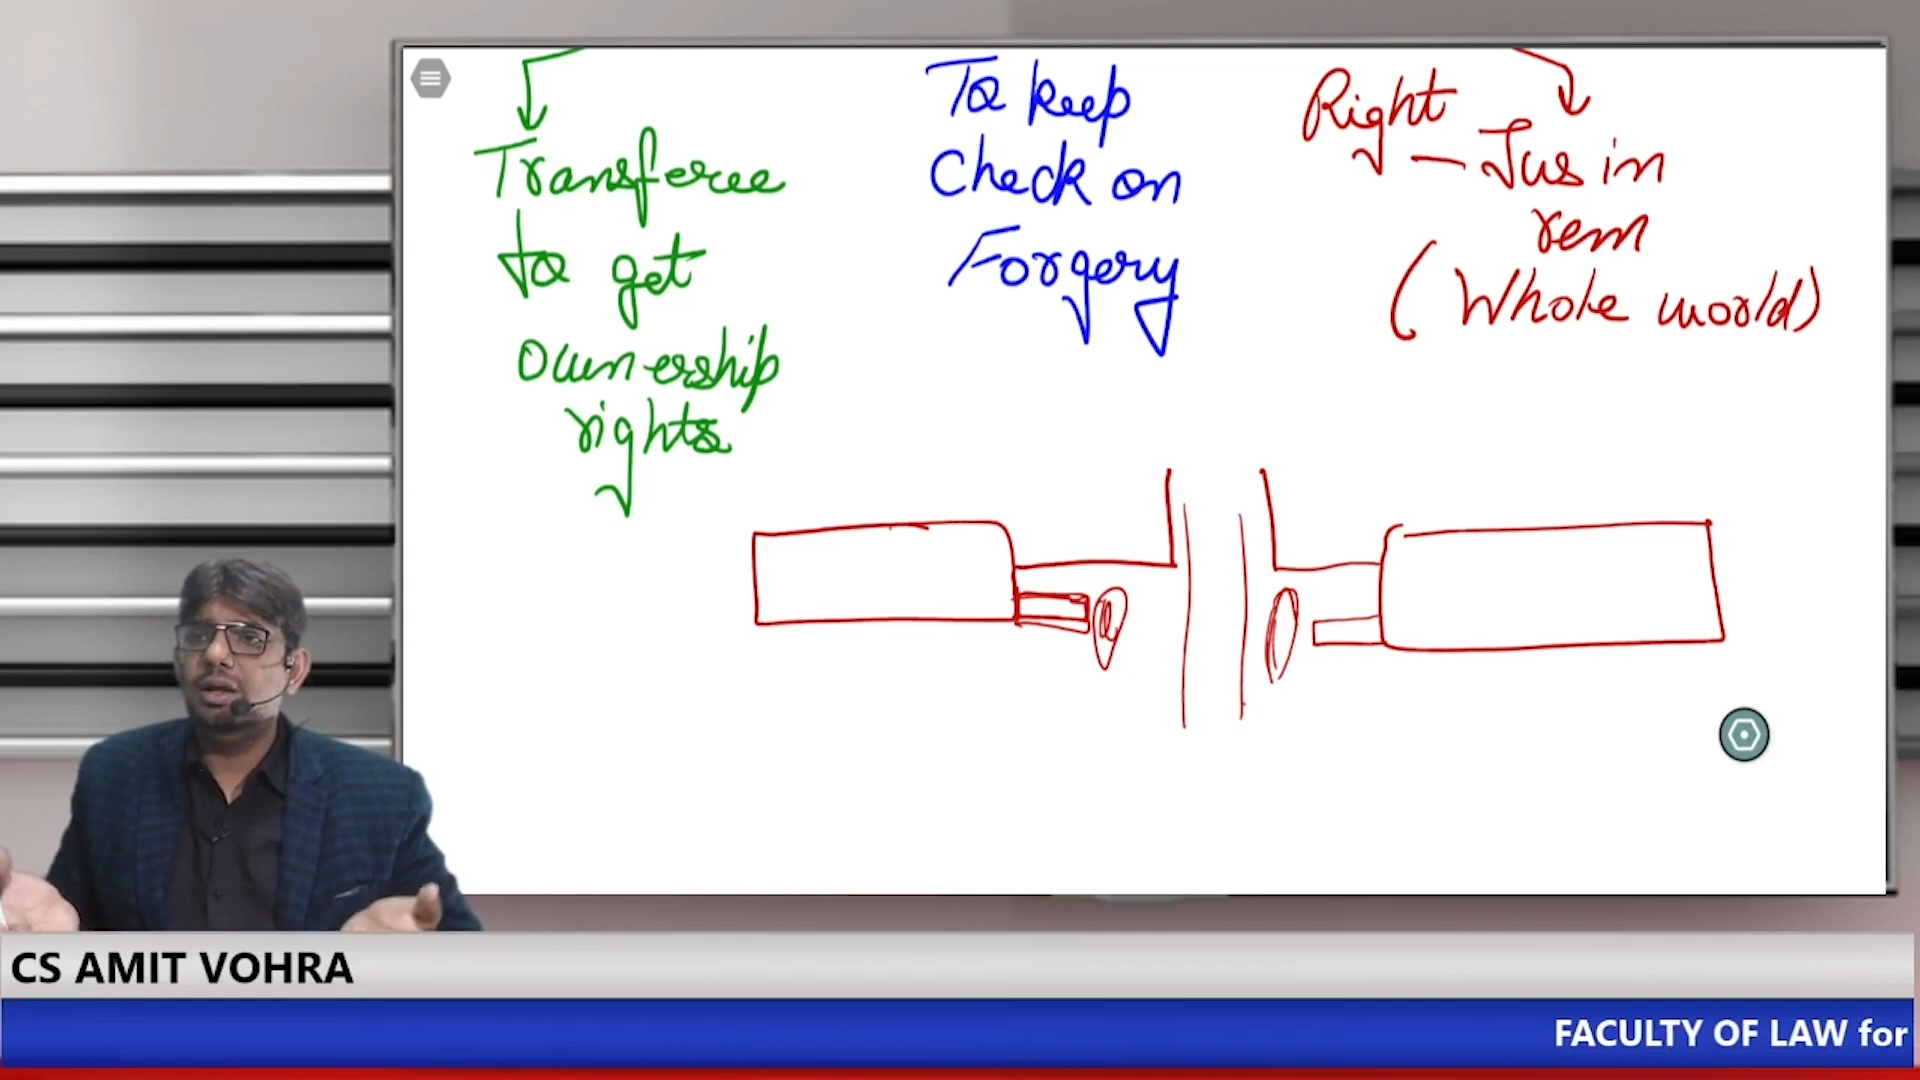 Transferee
to get
Ownership
rights
To keep
Check on
Forgery
Right
- Jus in
rem
(Whole world)
CS AMIT VOHRA
FACULTY OF LAW for